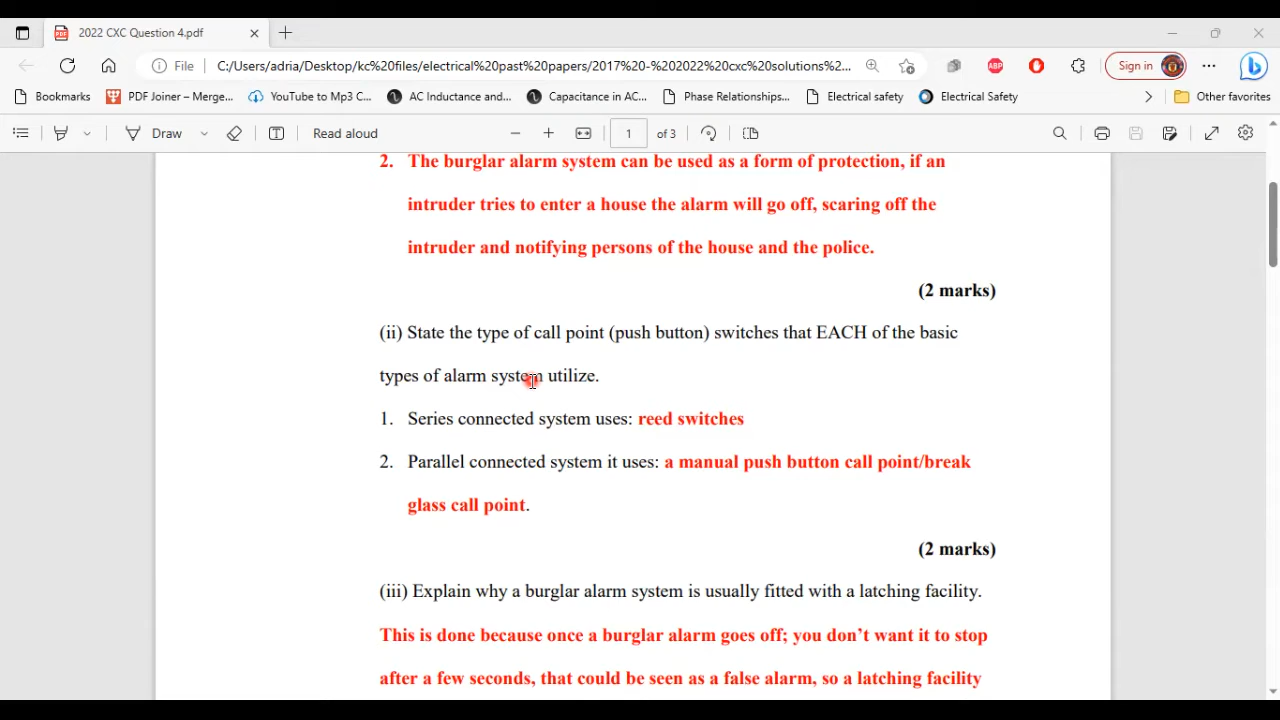 2022 CXC Question 4.pdf
File
C:/Users/adria/Desktop/kc%20files/electrical%20past%20papers/2017%20-%202022%20cxc%20solutions%2...
ABP
Sign in
Bookmarks
PDF Joiner – Merge...
YouTube to Mp3 C...
AC Inductance and...
Capacitance in AC...
Phase Relationships...
Electrical safety
Electrical Safety
Other favorites
Draw
Read aloud
1 of 3
2. The burglar alarm system can be used as a form of protection, if an
intruder tries to enter a house the alarm will go off, scaring off the
intruder and notifying persons of the house and the police.
(2 marks)
(ii) State the type of call point (push button) switches that EACH of the basic
types of alarm system utilize.
1. Series connected system uses: reed switches
2. Parallel connected system it uses: a manual push button call point/break
glass call point.
(2 marks)
(iii) Explain why a burglar alarm system is usually fitted with a latching facility.
This is done because once a burglar alarm goes off; you don’t want it to stop
after a few seconds, that could be seen as a false alarm, so a latching facility